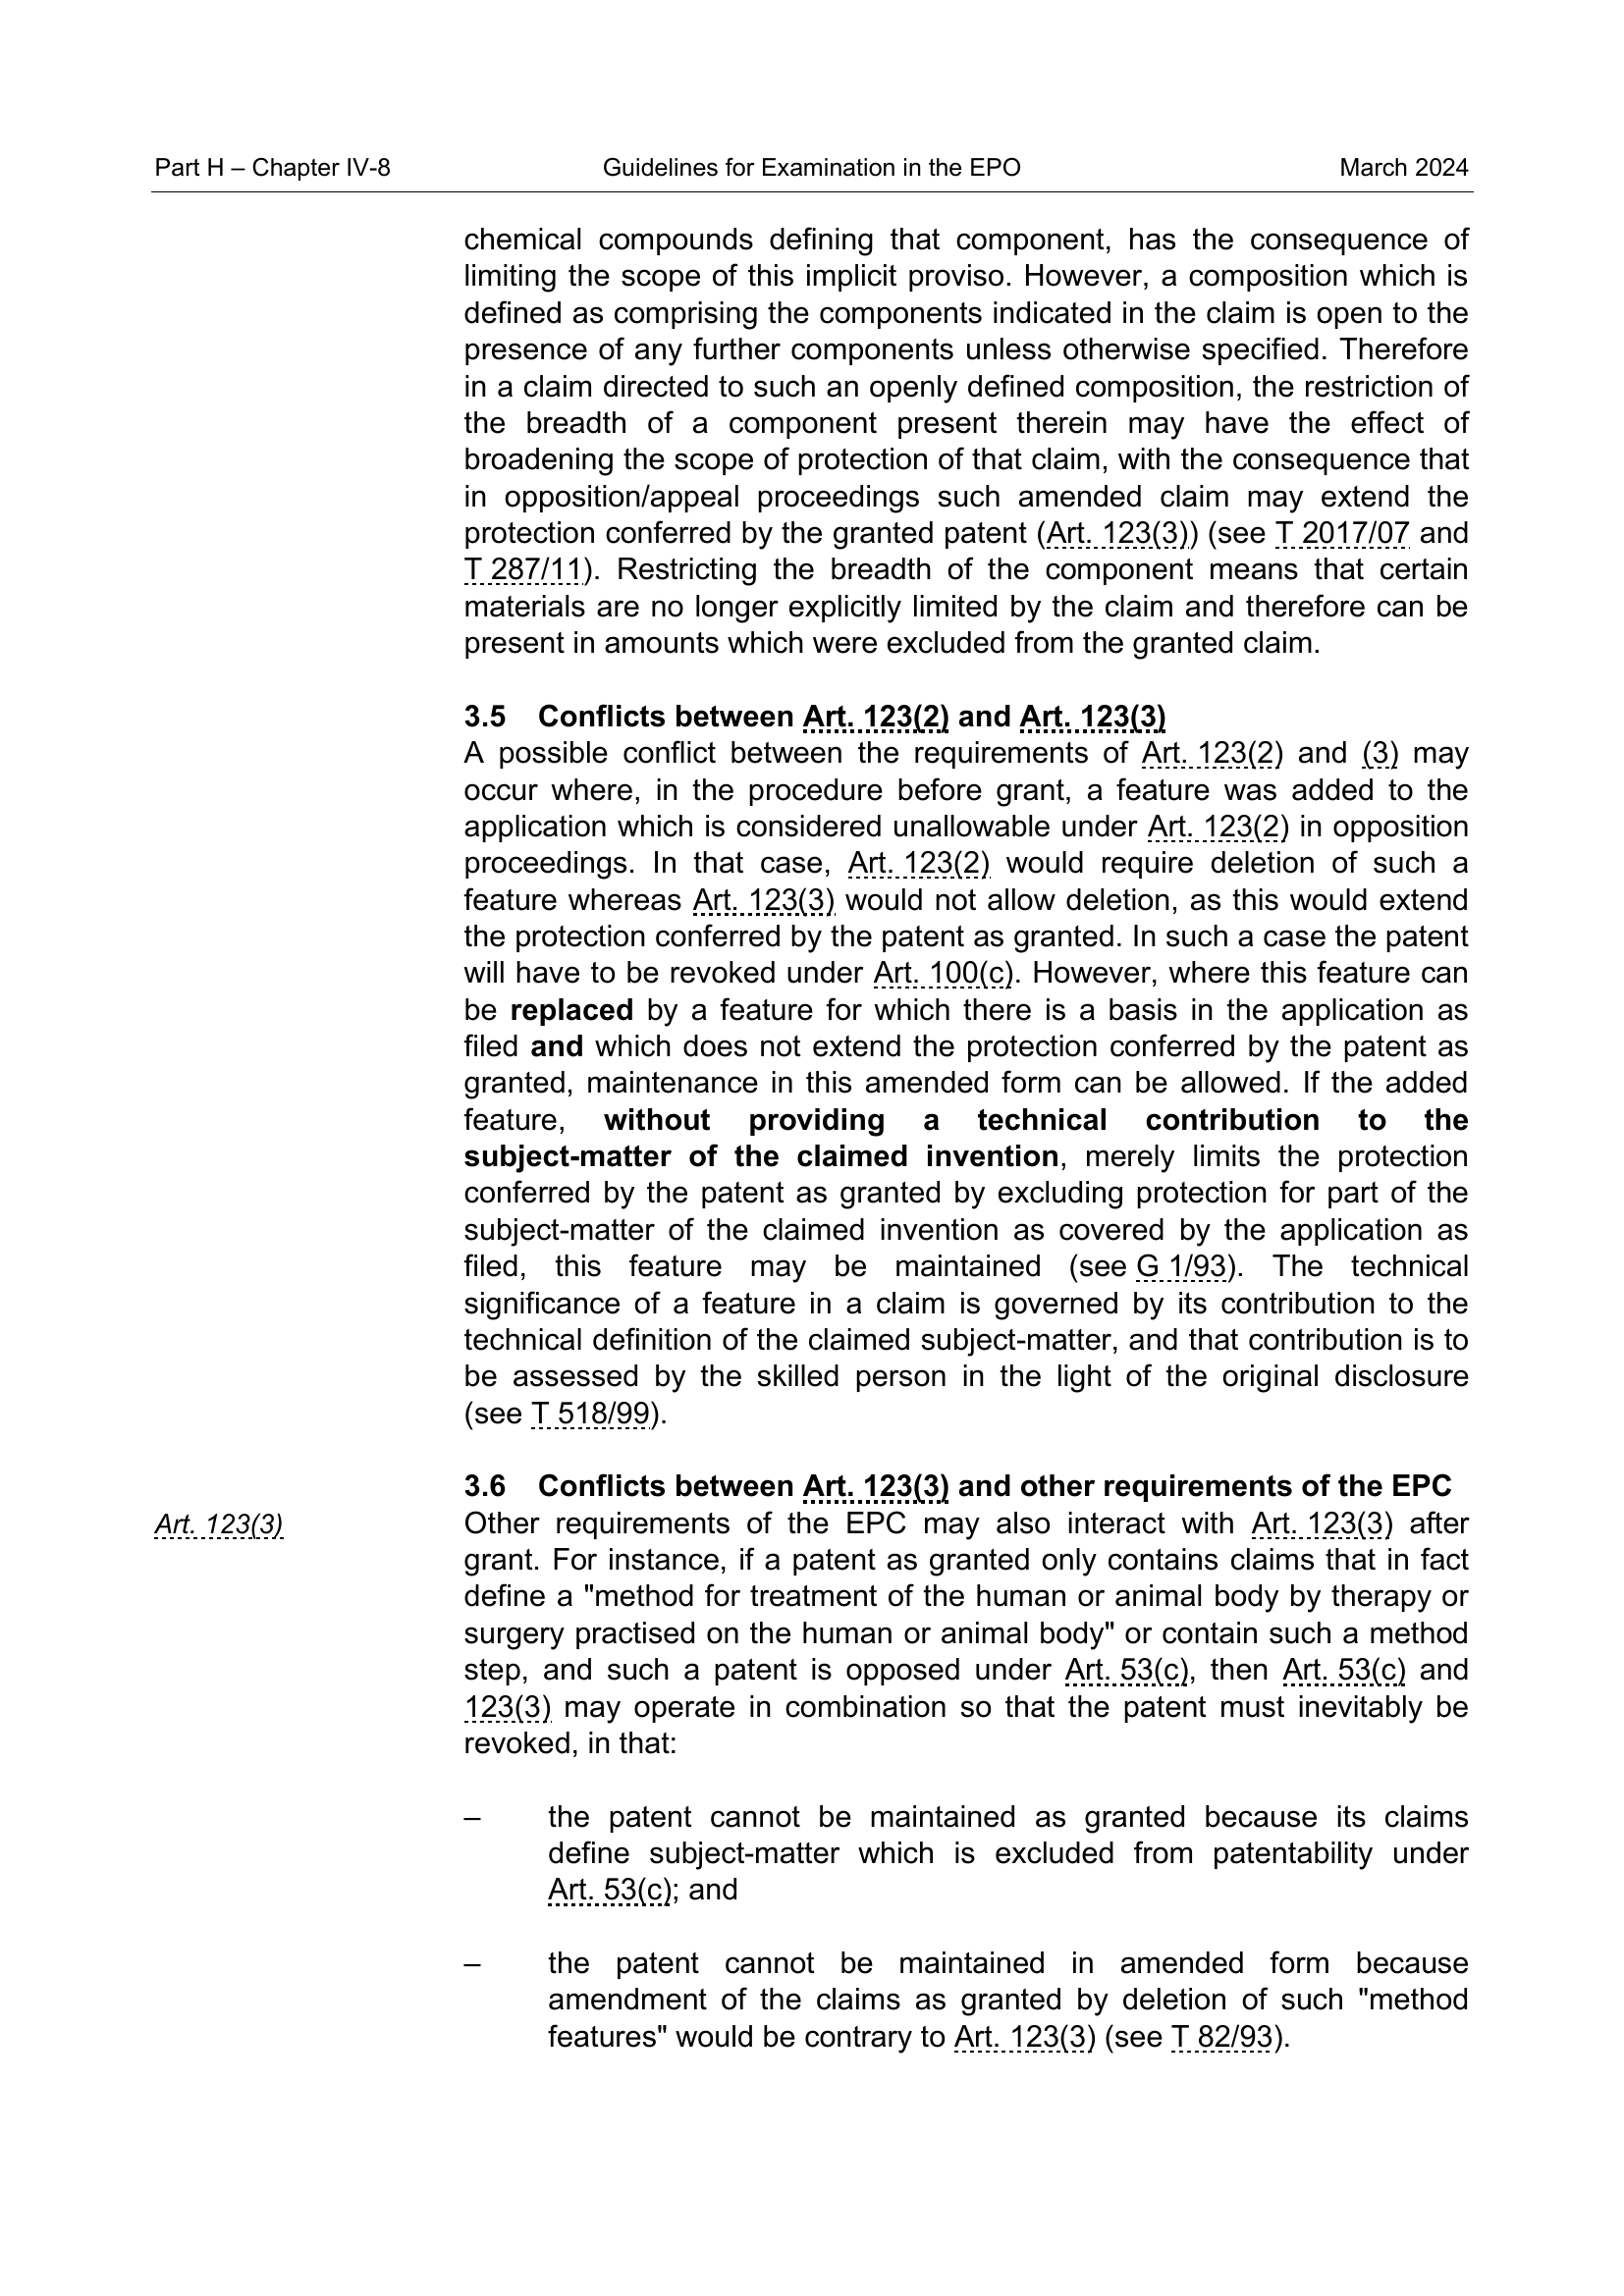 Part H – Chapter IV-8 Guidelines for Examination in the EPO March 2024
chemical compounds defining that component, has the consequence of
limiting the scope of this implicit proviso. However, a composition which is
defined as comprising the components indicated in the claim is open to the
presence of any further components unless otherwise specified. Therefore
in a claim directed to such an openly defined composition, the restriction of
the breadth of a component present therein may have the effect of
broadening the scope of protection of that claim, with the consequence that
in opposition/appeal proceedings such amended claim may extend the
protection conferred by the granted patent (Art. 123(3)) (see T 2017/07 and
T 287/11). Restricting the breadth of the component means that certain
materials are no longer explicitly limited by the claim and therefore can be
present in amounts which were excluded from the granted claim.
3.5 Conflicts between Art. 123(2) and Art. 123(3)
A possible conflict between the requirements of Art. 123(2) and (3) may
occur where, in the procedure before grant, a feature was added to the
application which is considered unallowable under Art. 123(2) in opposition
proceedings. In that case, Art. 123(2) would require deletion of such a
feature whereas Art. 123(3) would not allow deletion, as this would extend
the protection conferred by the patent as granted. In such a case the patent
will have to be revoked under Art. 100(c). However, where this feature can
be replaced by a feature for which there is a basis in the application as
filed and which does not extend the protection conferred by the patent as
granted, maintenance in this amended form can be allowed. If the added
feature, without providing a technical contribution to the
subject-matter of the claimed invention, merely limits the protection
conferred by the patent as granted by excluding protection for part of the
subject-matter of the claimed invention as covered by the application as
filed, this feature may be maintained (see G 1/93). The technical
significance of a feature in a claim is governed by its contribution to the
technical definition of the claimed subject-matter, and that contribution is to
be assessed by the skilled person in the light of the original disclosure
(see T 518/99).
3.6 Conflicts between Art. 123(3) and other requirements of the EPC
Art. 123(3) Other requirements of the EPC may also interact with Art. 123(3) after
grant. For instance, if a patent as granted only contains claims that in fact
define a "method for treatment of the human or animal body by therapy or
surgery practised on the human or animal body" or contain such a method
step, and such a patent is opposed under Art. 53(c), then Art. 53(c) and
123(3) may operate in combination so that the patent must inevitably be
revoked, in that:
– the patent cannot be maintained as granted because its claims
define subject-matter which is excluded from patentability under
Art. 53(c); and
– the patent cannot be maintained in amended form because
amendment of the claims as granted by deletion of such "method
features" would be contrary to Art. 123(3) (see T 82/93).